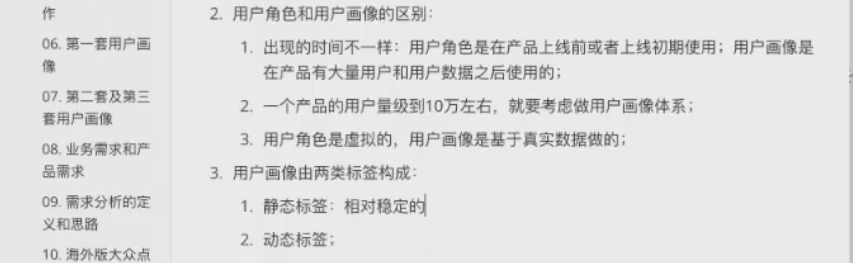 作
06. 第一套用户画
像
07. 第二套及第三
套用户画像
08. 业务需求和产
品需求
09. 需求分析的定
义和思路
10. 海外版大众点
2. 用户角色和用户画像的区别：
1. 出现的时间不一样：用户角色是在产品上线前或者上线初期使用；用户画像是
在产品有大量用户和用户数据之后使用的；
2. 一个产品的用户量级到10万左右，就要考虑做用户画像体系；
3. 用户角色是虚拟的，用户画像是基于真实数据做的；
3. 用户画像由两类标签构成：
1. 静态标签：相对稳定的
2. 动态标签；